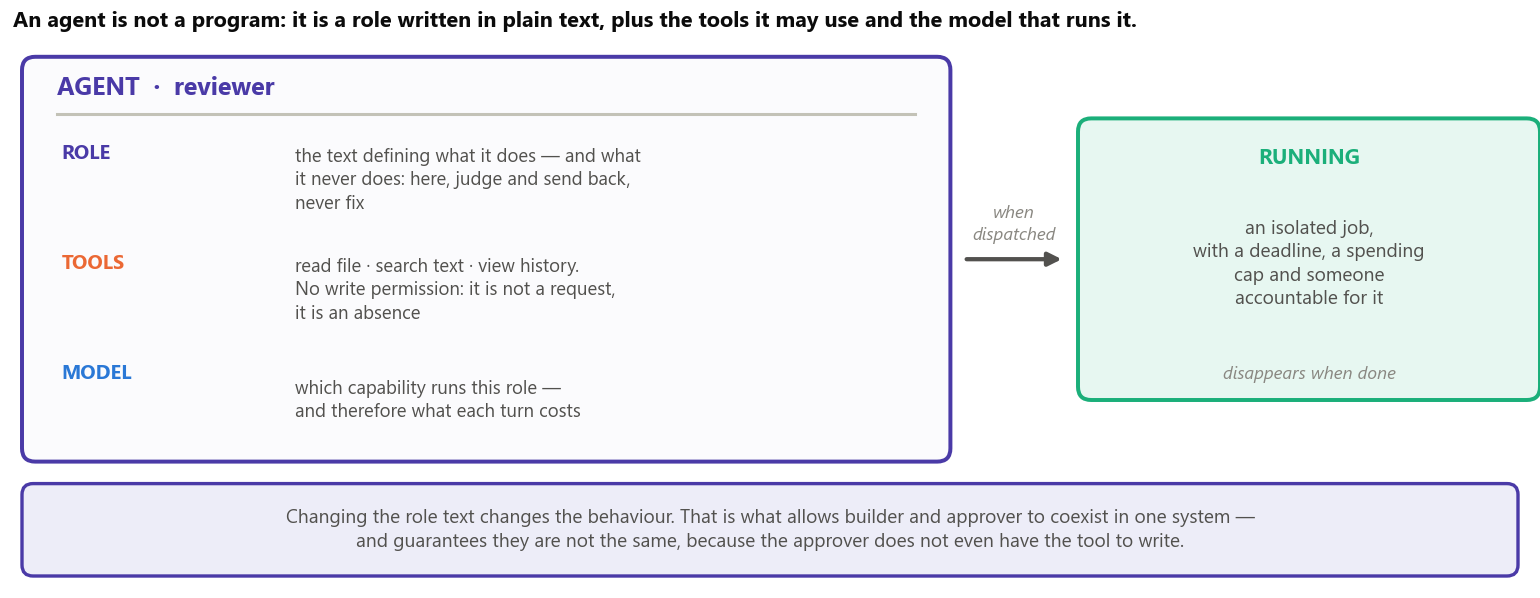 An agent is not a program: it is a role written in plain text, plus the tools it may use and the model that runs it.
AGENT · reviewer
ROLE
the text defining what it does — and what
it never does: here, judge and send back,
never fix
TOOLS
read file · search text · view history.
No write permission: it is not a request,
it is an absence
MODEL
which capability runs this role —
and therefore what each turn costs
when
dispatched
RUNNING
an isolated job,
with a deadline, a spending
cap and someone
accountable for it
disappears when done
Changing the role text changes the behaviour. That is what allows builder and approver to coexist in one system —
and guarantees they are not the same, because the approver does not even have the tool to write.